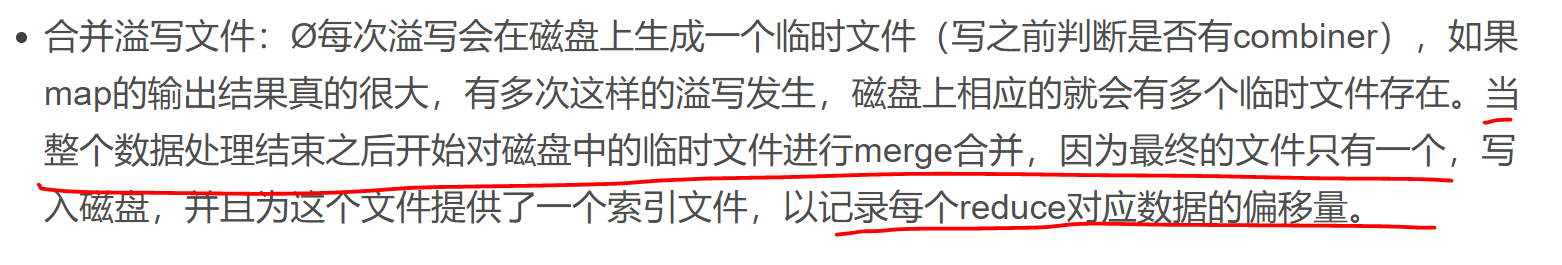 • 合并溢写文件：Ø每次溢写会在磁盘上生成一个临时文件（写之前判断是否有combiner），如果
map的输出结果真的很大，有多次这样的溢写发生，磁盘上相应的就会有多个临时文件存在。当
整个数据处理结束之后开始对磁盘中的临时文件进行merge合并，因为最终的文件只有一个，写
入磁盘，并且为这个文件提供了一个索引文件，以记录每个reduce对应数据的偏移量。